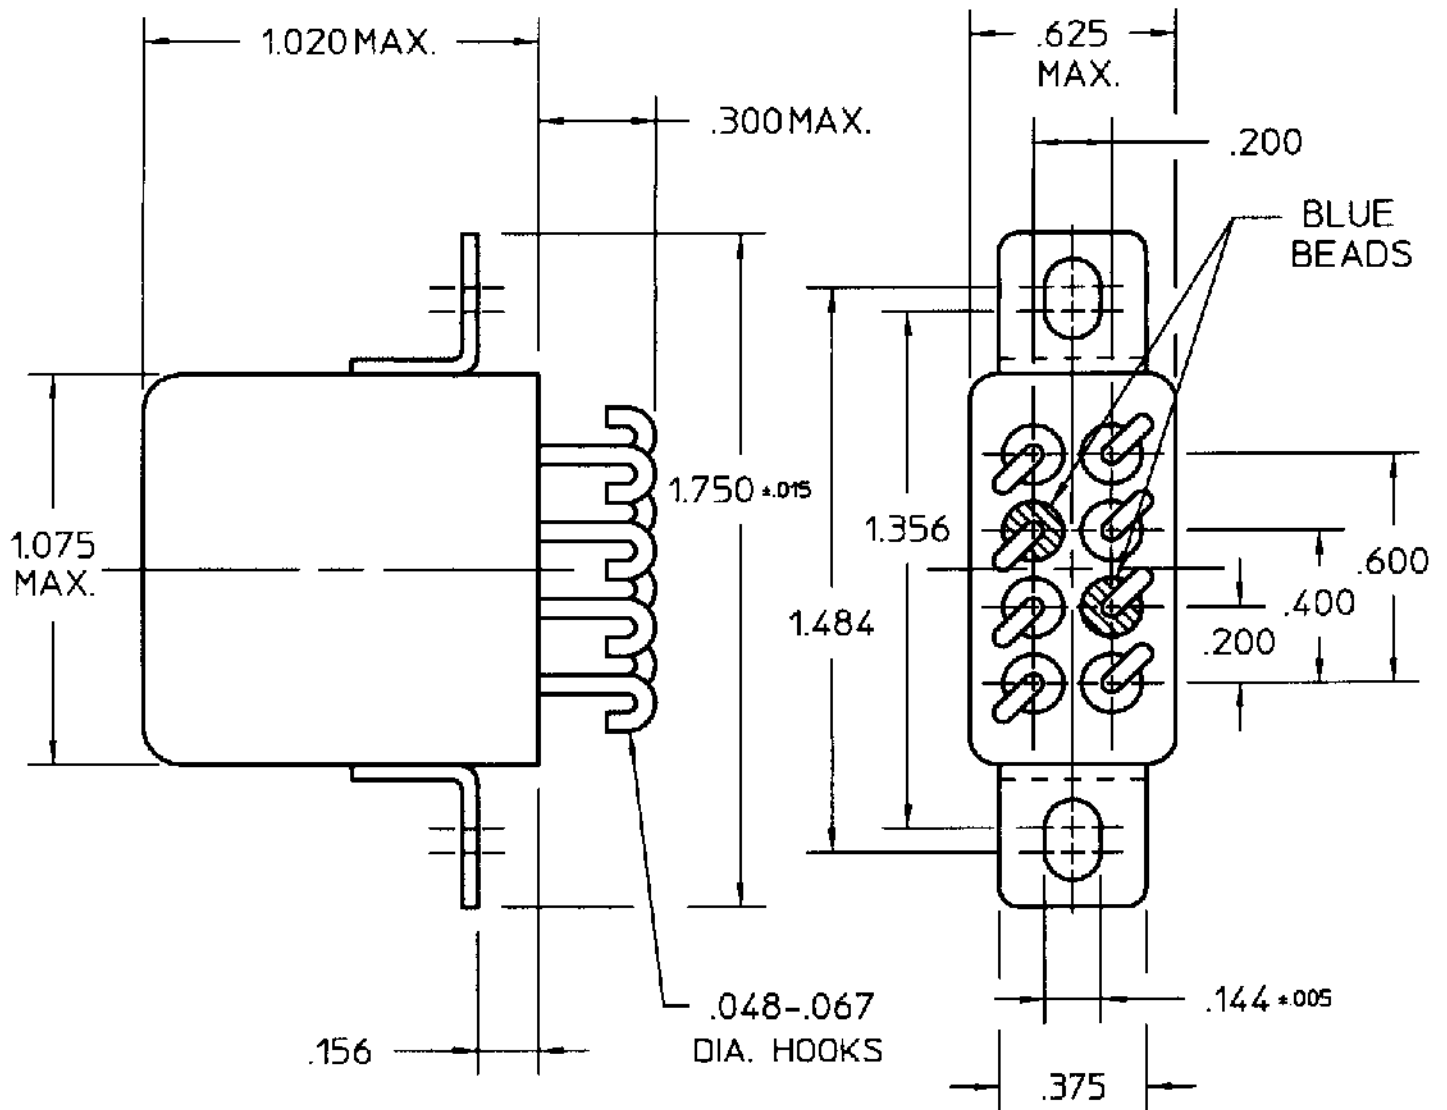 1.020 MAX.
.625
MAX.
.300 MAX.
.200
BLUE
BEADS
1.750 ±.015
1.356
1.075
MAX.
.600
.400
1.484
.200
.048-.067
DIA. HOOKS
.144 ±.005
.156
.375